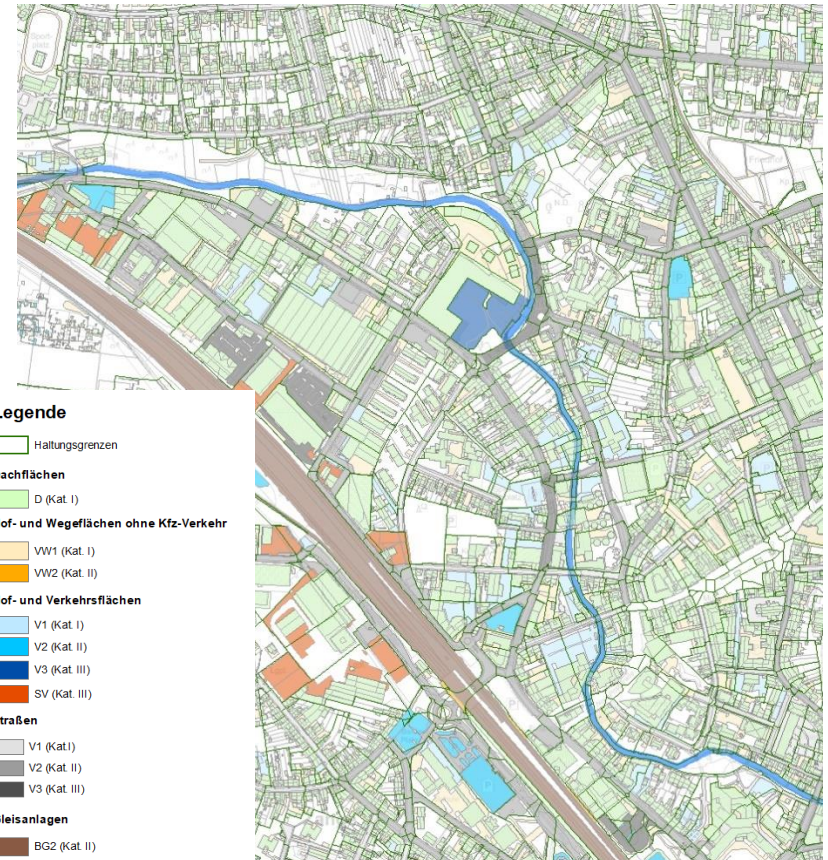 Sport-
platz
P
P
P
P
P
P
Legende
Haltungsgrenzen
achflächen
D (Kat. I)
of- und Wegeflächen ohne Kfz-Verkehr
VW1 (Kat. I)
VW2 (Kat. II)
of- und Verkehrsflächen
V1 (Kat. I)
V2 (Kat. II)
V3 (Kat. III)
SV (Kat. III)
traßen
V1 (Kat.I)
V2 (Kat. II)
V3 (Kat. III)
leisanlagen
BG2 (Kat. II)